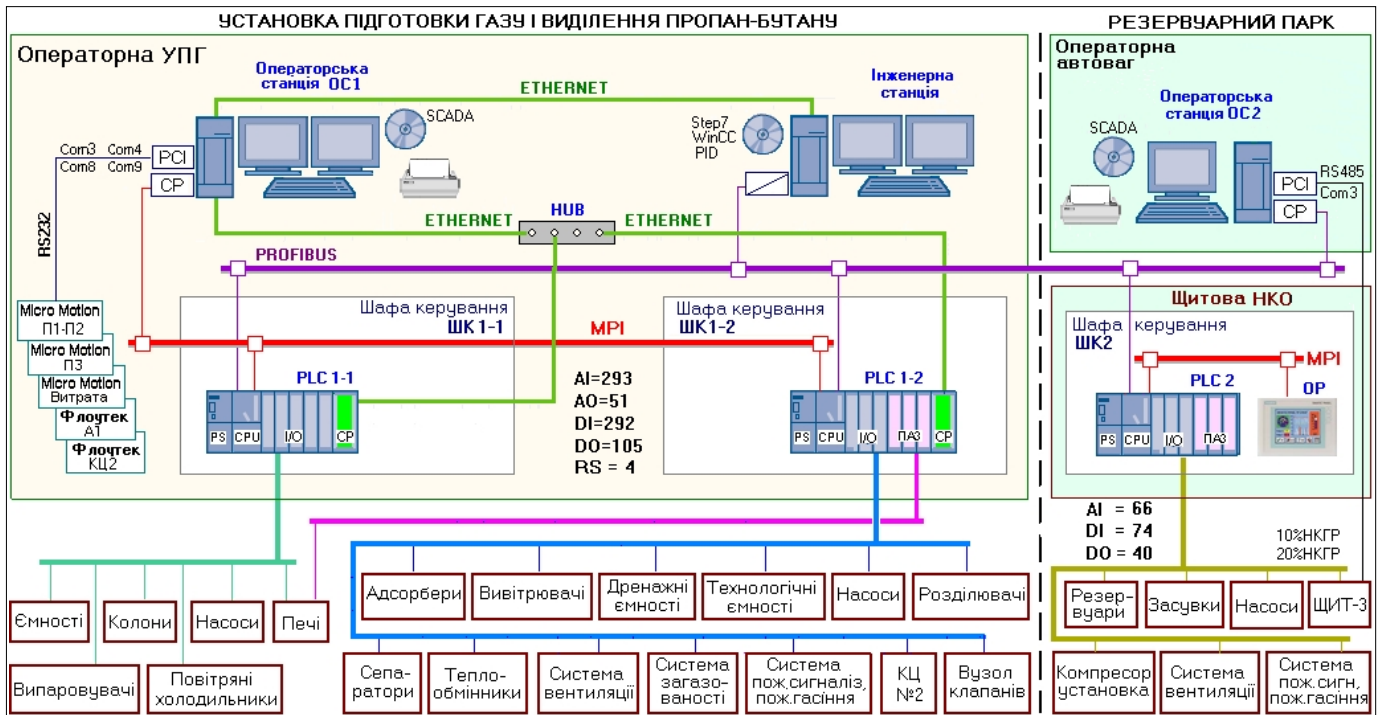 УСТАНОВКА ПІДГОТОВКИ ГАЗУ І ВИДІЛЕННЯ ПРОПАН-БУТАНУ
РЕЗЕРВУАРНИЙ ПАРК
Операторна УПГ
Операторська
станція ОС1
ETHERNET
SCADA
Інженерна
станція
Step7
WinCC
PID
Com3 Com4
Com8 Com9
PCI
CP
RS232
ETHERNET
HUB
ETHERNET
PROFIBUS
Операторна
автоваг
Операторська
станція ОС2
SCADA
PCI
RS485
Com3
CP
Micro Motion
П1-П2
Micro Motion
П3
Micro Motion
Витрата
Флоутек
А1
Флоутек
КЦ2
Шафа керування
ШК1-1
MPI
PLC 1-1
PS CPU I/O CP
AI=293
AO=51
DI=292
DO=105
RS = 4
Шафа керування
ШК1-2
PLC 1-2
PS CPU I/O ПАЗ CP
Щитова НКО
Шафа керування
ШК2
MPI
PLC 2
OP
PS CPU I/O ПАЗ
AI = 66
DI = 74
DO = 40
10%НКГР
20%НКГР
Ємності
Колони
Насоси
Печі
Випаровувачі
Повітряні
холодильники
Адсорбери
Вивітрювачі
Дренажні
ємності
Технологічні
ємності
Насоси
Розділювачі
Сепа-
ратори
Тепло-
обмінники
Система
вентиляції
Система
загазо-
ваності
Система
пож.сигналіз,
пож.гасіння
КЦ
№2
Вузол
клапанів
Резер-
вуари
Засувки
Насоси
ЩИТ-3
Компресор
установка
Система
вентиляції
Система
пож.сигн,
пож.гасіння